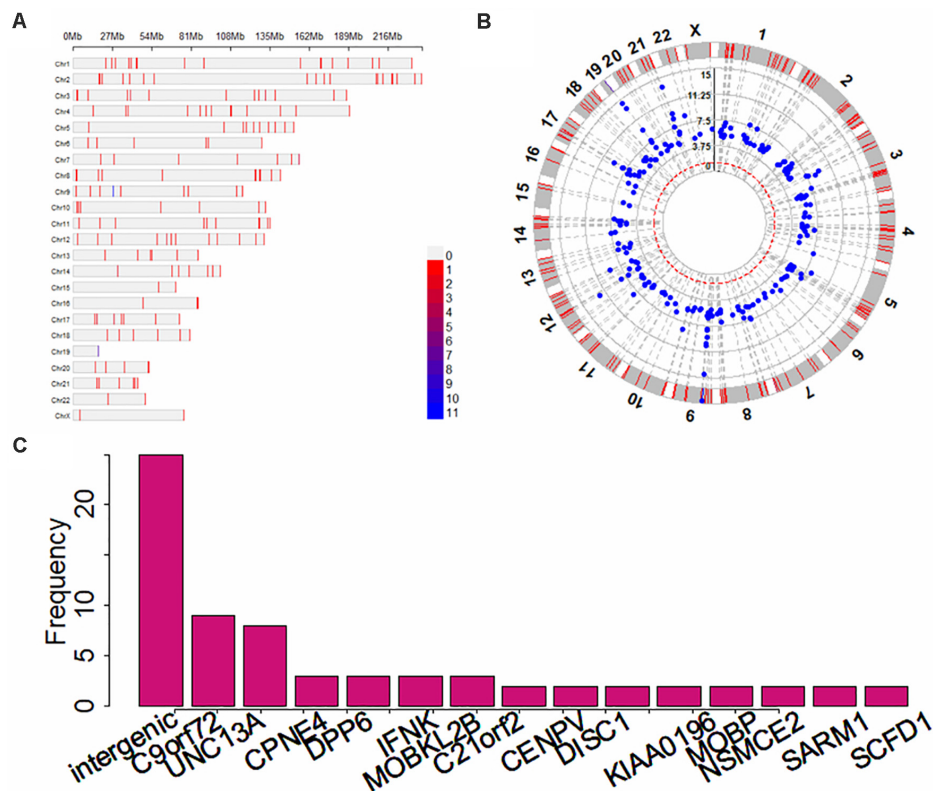 A
0Mb 27Mb 54Mb 81Mb 108Mb 135Mb 162Mb 189Mb 216Mb
Chr1
Chr2
Chr3
Chr4
Chr5
Chr6
Chr7
Chr8
Chr9
Chr10
Chr11
Chr12
Chr13
Chr14
Chr15
Chr16
Chr17
Chr18
Chr19
Chr20
Chr21
Chr22
ChrX
0
1
2
3
4
5
6
7
8
9
10
11
B
1
2
3
4
5
6
7
8
9
10
11
12
13
14
15
16
17
18
19
20
21
22
X
15
11.25
7.5
3.75
0
C
Frequency
20
10
5
0
intergenic
C9orf72
UNC13A
CPNE4
DPP6
IFNK
MOBKL2B
C21orf2
CENPV
DISC1
KIAA0196
MOBP
NSMCE2
SARM1
SCFD1